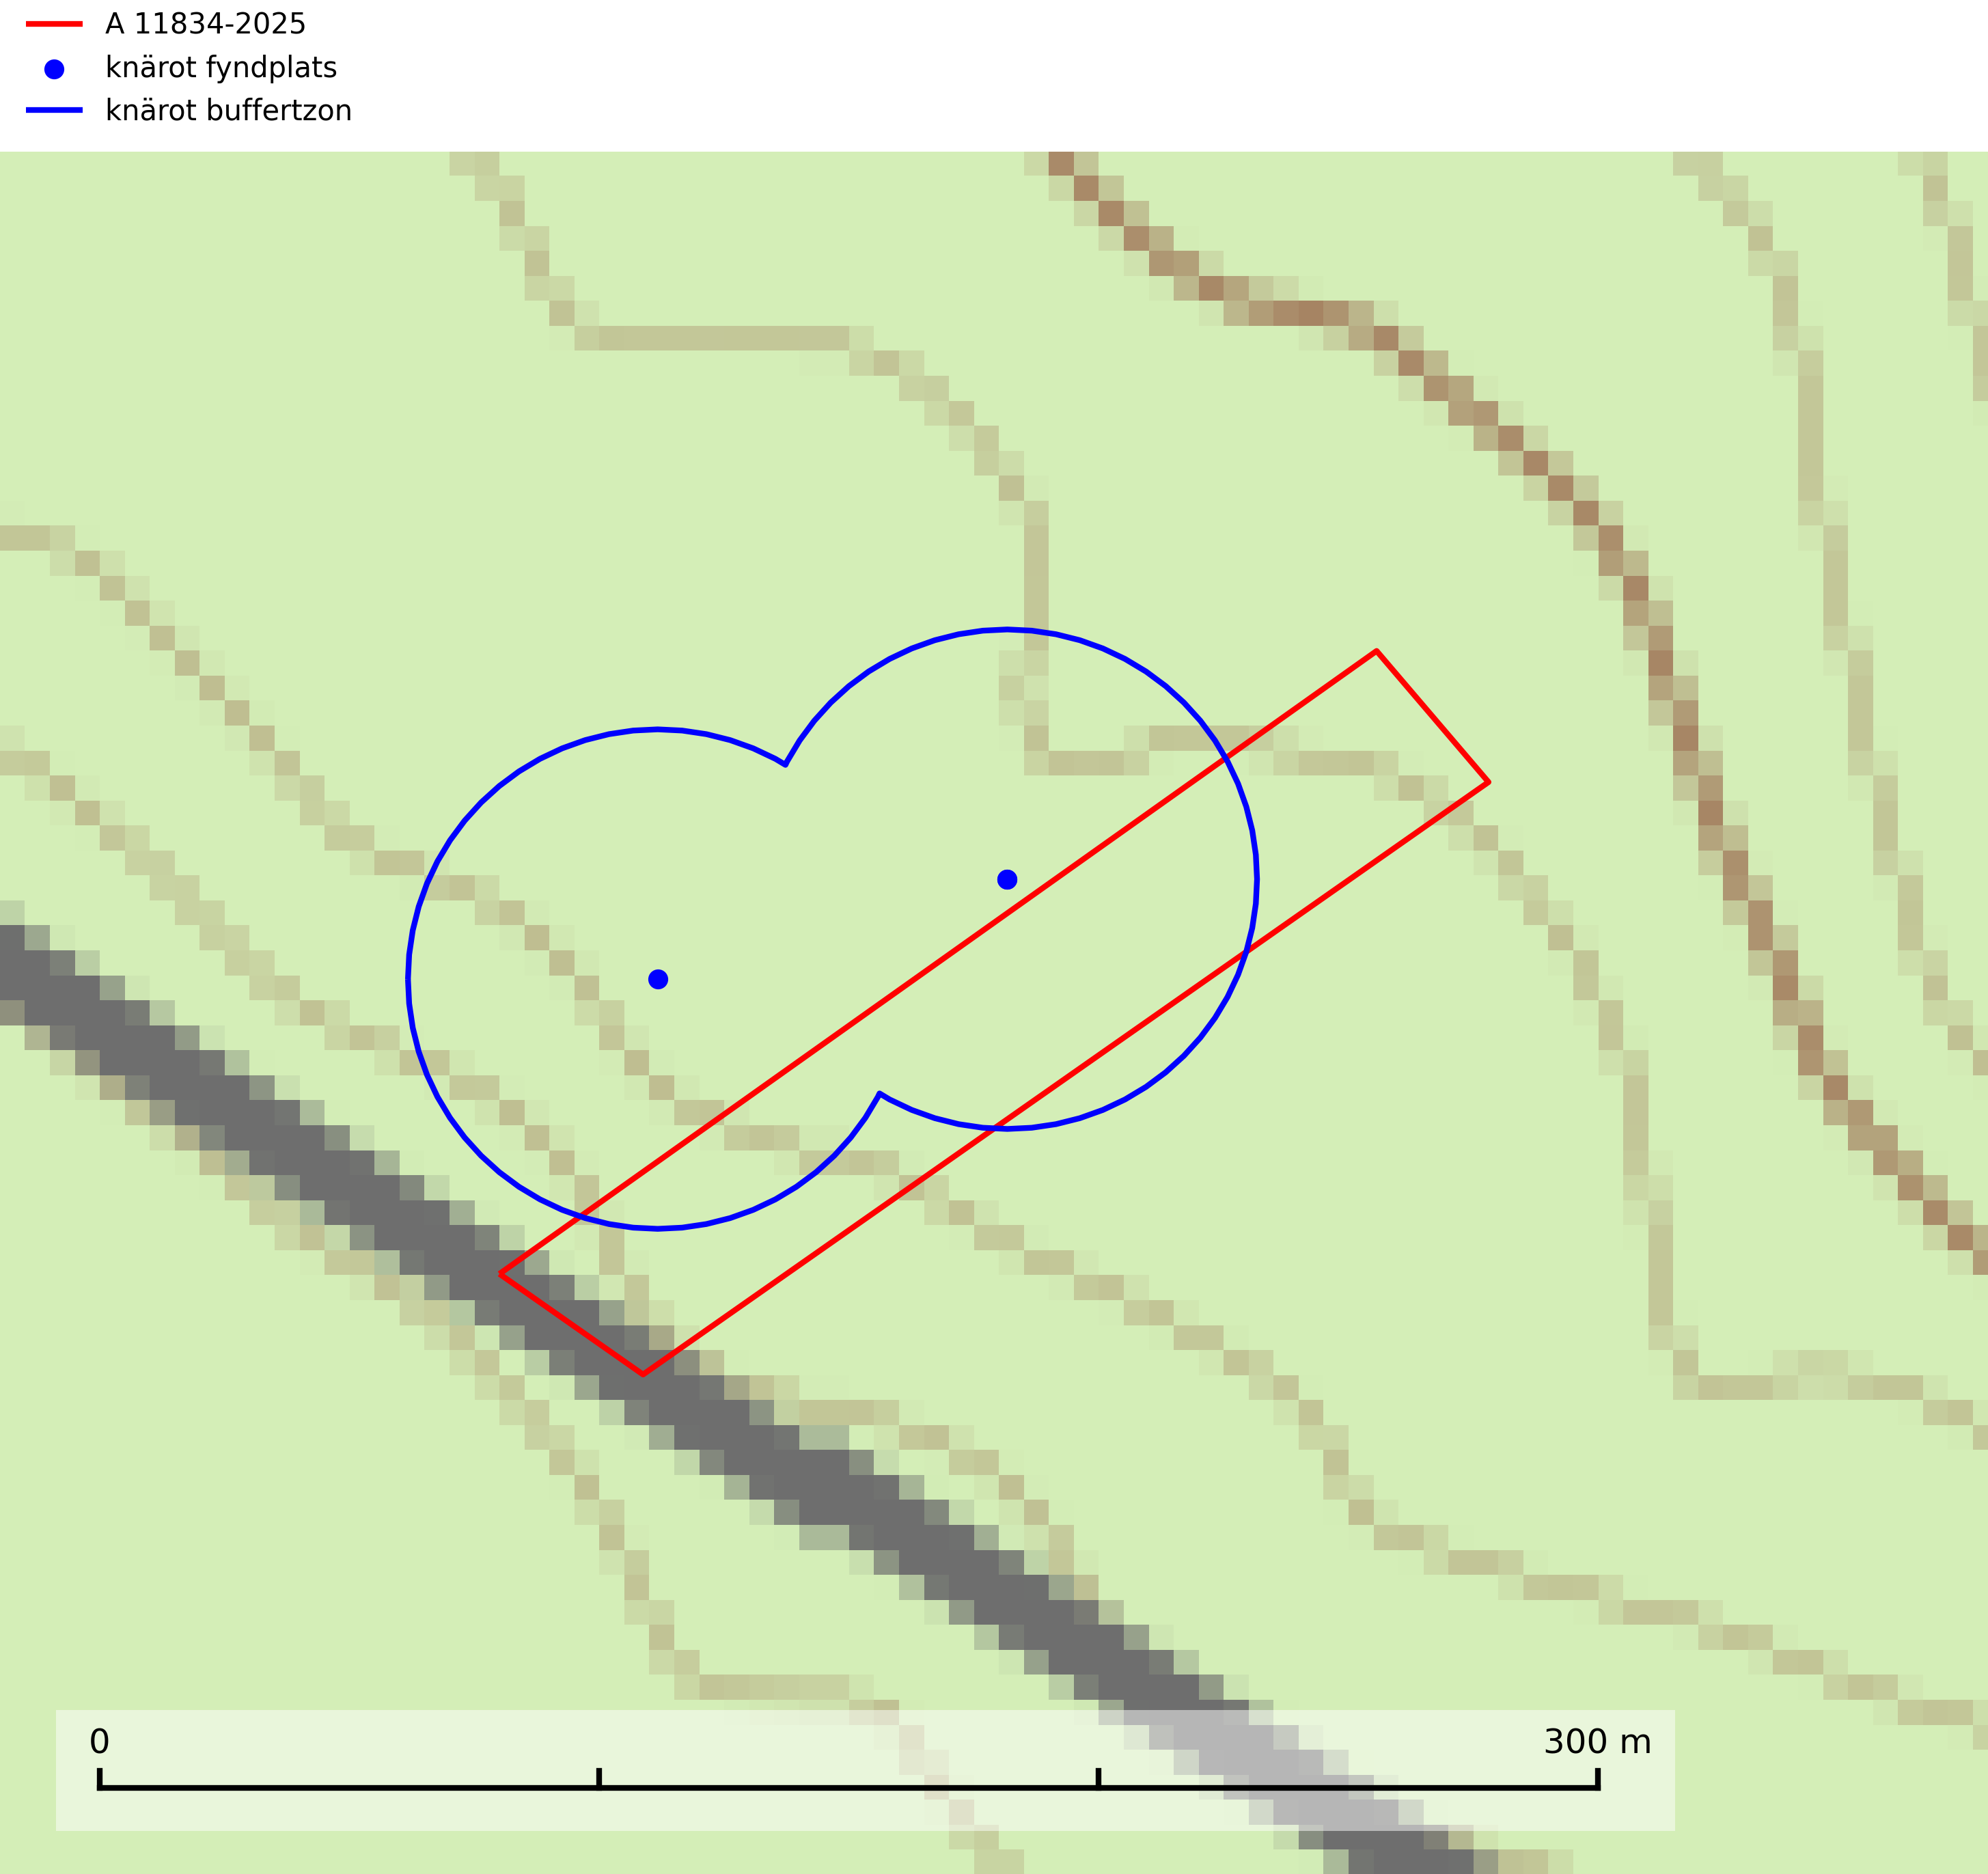 A 11834-2025
knärot fyndplats
knärot buffertzon
0 300 m